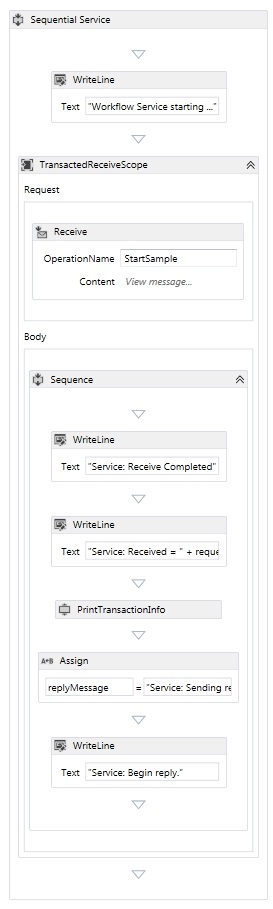 Sequential Service
WriteLine
Text "Workflow Service starting ..."
TransactedReceiveScope
Request
Receive
OperationName StartSample
Content View message...
Body
Sequence
WriteLine
Text "Service: Receive Completed"
WriteLine
Text "Service: Received = " + reque
PrintTransactionInfo
A+B Assign
replyMessage = "Service: Sending re
WriteLine
Text "Service: Begin reply."